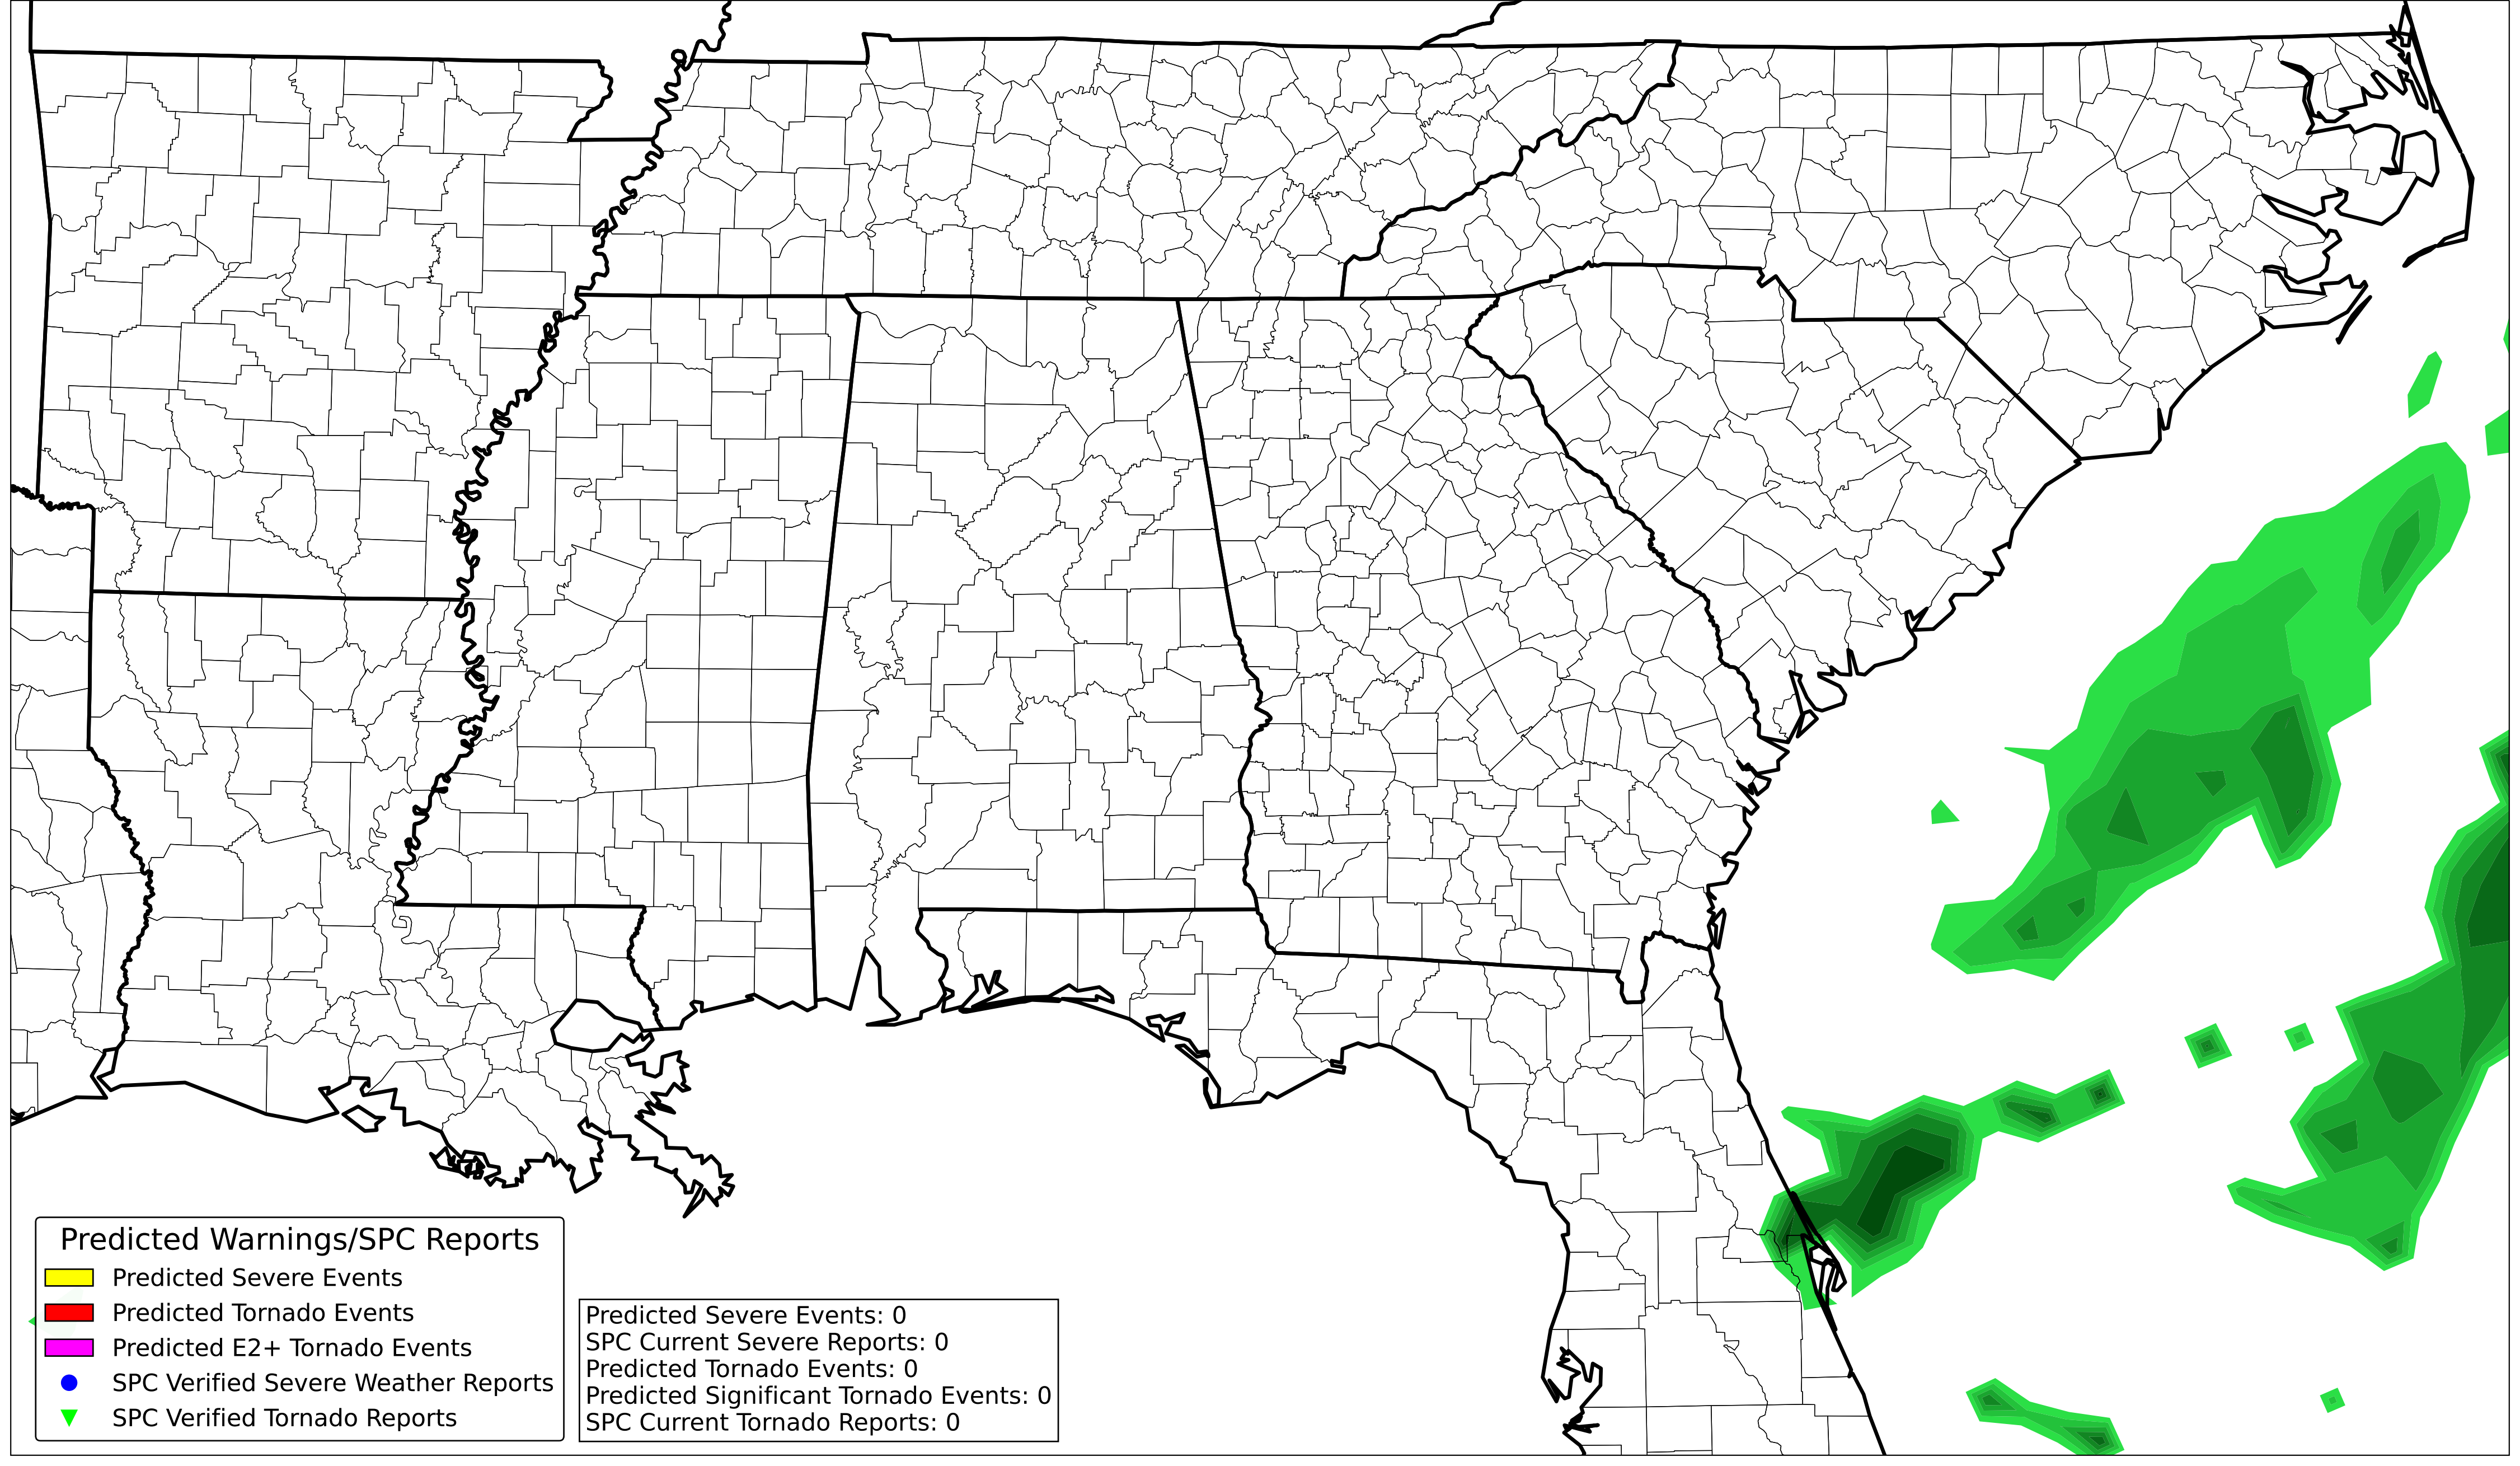 Predicted Warnings/SPC Reports
Predicted Severe Events
Predicted Tornado Events
Predicted E2+ Tornado Events
SPC Verified Severe Weather Reports
SPC Verified Tornado Reports
Predicted Severe Events: 0
SPC Current Severe Reports: 0
Predicted Tornado Events: 0
Predicted Significant Tornado Events: 0
SPC Current Tornado Reports: 0